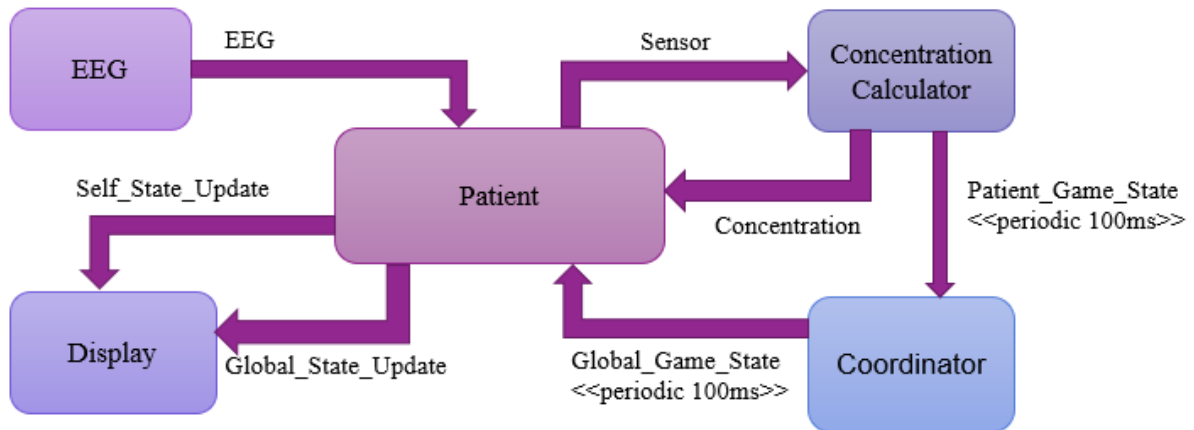 EEG
EEG
Sensor
Concentration
Calculator
Self_State_Update
Patient
Patient_Game_State
<<periodic 100ms>>
Concentration
Display
Global_State_Update
Global_Game_State
<<periodic 100ms>>
Coordinator